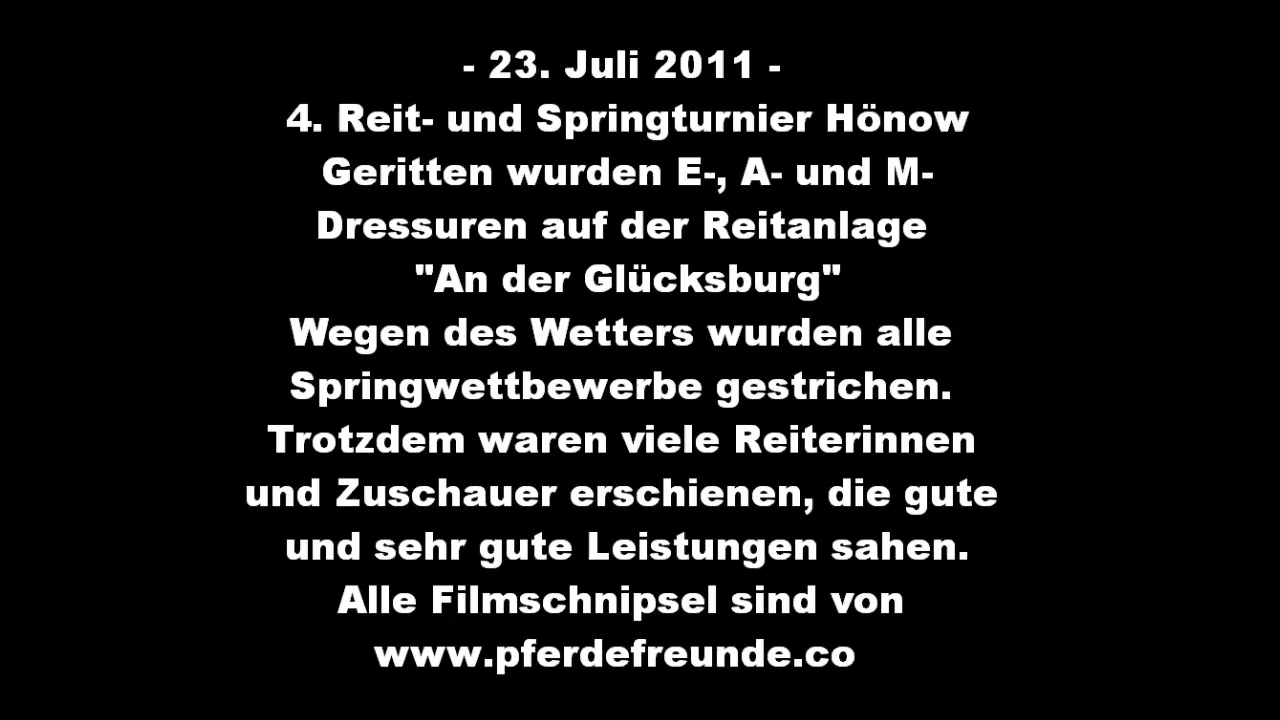 - 23. Juli 2011 -
4. Reit- und Springturnier Hönow
Geritten wurden E-, A- und M-
Dressuren auf der Reitanlage
"An der Glücksburg"
Wegen des Wetters wurden alle
Springwettbewerbe gestrichen.
Trotzdem waren viele Reiterinnen
und Zuschauer erschienen, die gute
und sehr gute Leistungen sahen.
Alle Filmschnipsel sind von
www.pferdefreunde.co